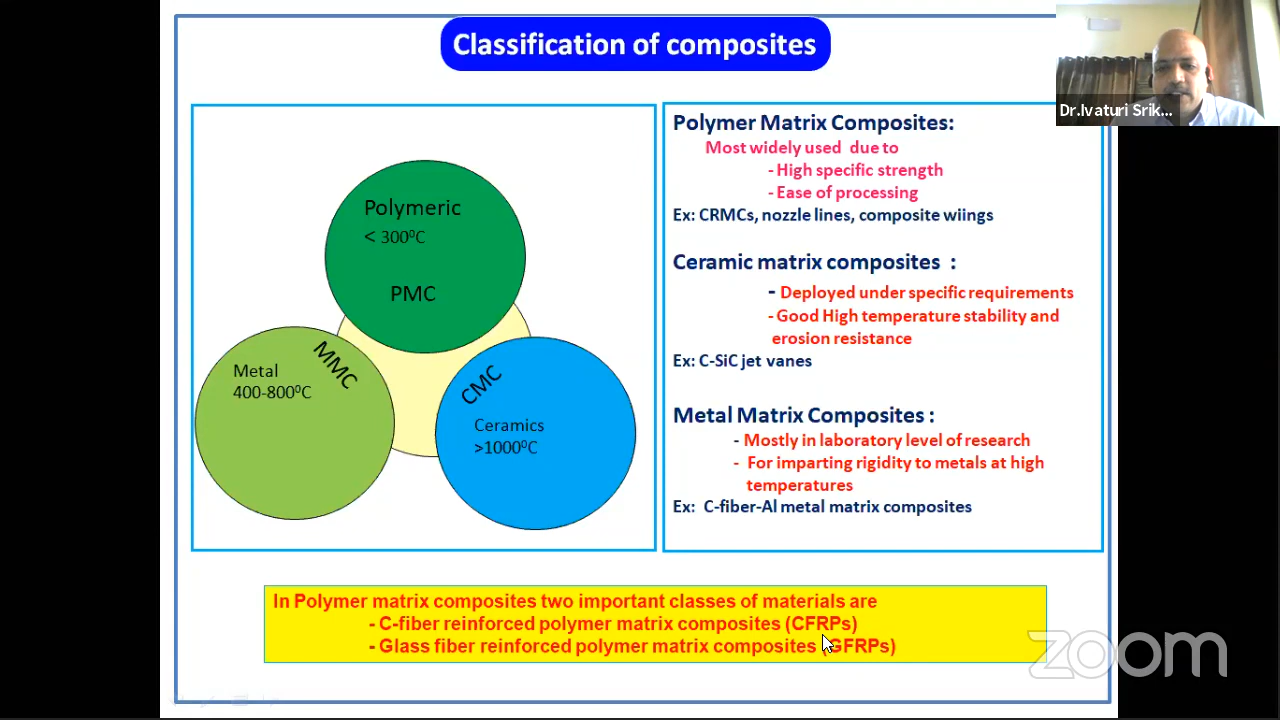 Classification of composites
Dr.Ivaturi Srik...
Polymeric
< 300⁰C
PMC
MMC
Metal
400-800⁰C
CMC
Ceramics
>1000⁰C
Polymer Matrix Composites:
Most widely used due to
- High specific strength
- Ease of processing
Ex: CRMCs, nozzle lines, composite wiings
Ceramic matrix composites :
- Deployed under specific requirements
- Good High temperature stability and
erosion resistance
Ex: C-SiC jet vanes
Metal Matrix Composites :
- Mostly in laboratory level of research
- For imparting rigidity to metals at high
temperatures
Ex: C-fiber-Al metal matrix composites
In Polymer matrix composites two important classes of materials are
- C-fiber reinforced polymer matrix composites (CFRPs)
- Glass fiber reinforced polymer matrix composites (GFRPs)
zoom